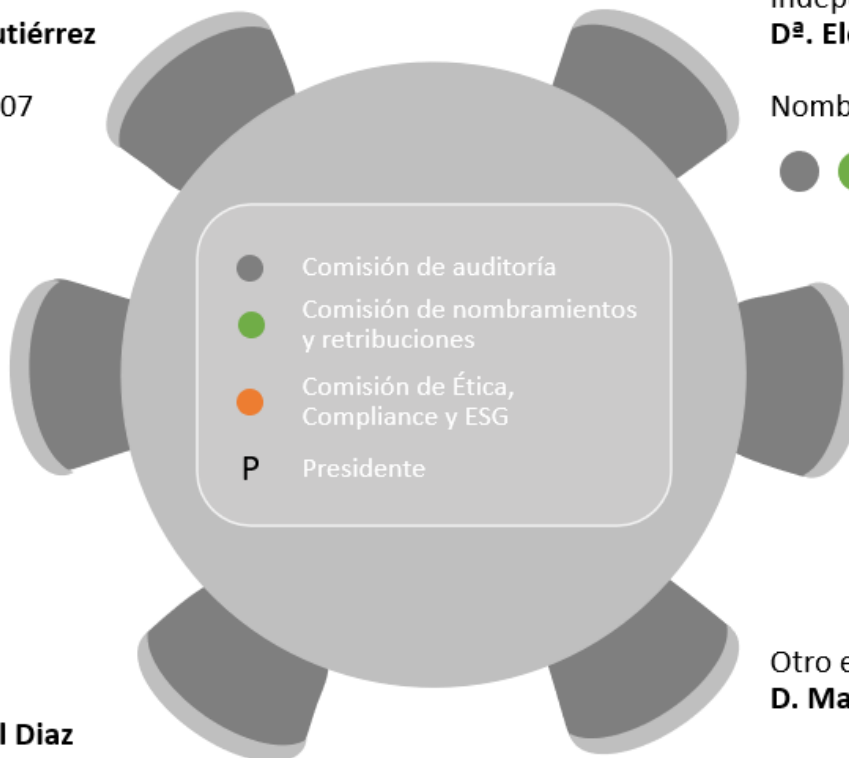 utiérrez
07
Dª. El
Nomb
Comisión de auditoría
Comisión de nombramientos
y retribuciones
Comisión de Ética,
Compliance y ESG
P Presidente
Otro e
D. Ma
l Diaz